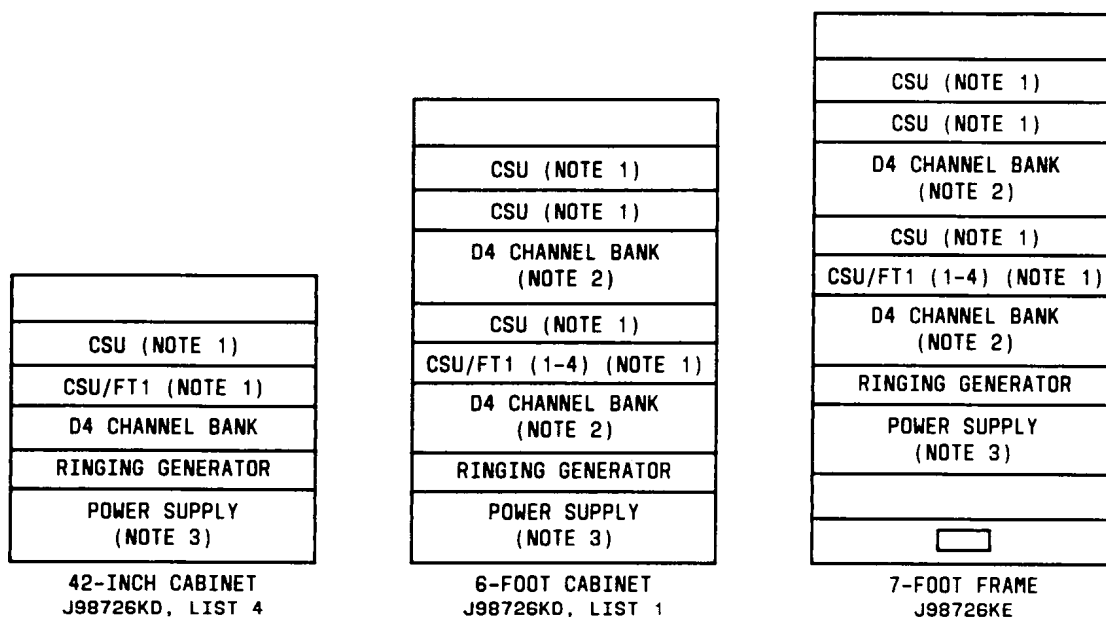 CSU (NOTE 1)
CSU/FT1 (NOTE 1)
D4 CHANNEL BANK
RINGING GENERATOR
POWER SUPPLY
(NOTE 3)
42-INCH CABINET
J98726KD, LIST 4
CSU (NOTE 1)
CSU (NOTE 1)
D4 CHANNEL BANK
(NOTE 2)
CSU (NOTE 1)
CSU/FT1 (1-4) (NOTE 1)
D4 CHANNEL BANK
(NOTE 2)
RINGING GENERATOR
POWER SUPPLY
(NOTE 3)
6-FOOT CABINET
J98726KD, LIST 1
CSU (NOTE 1)
CSU (NOTE 1)
D4 CHANNEL BANK
(NOTE 2)
CSU (NOTE 1)
CSU/FT1 (1-4) (NOTE 1)
D4 CHANNEL BANK
(NOTE 2)
RINGING GENERATOR
POWER SUPPLY
(NOTE 3)
7-FOOT FRAME
J98726KE